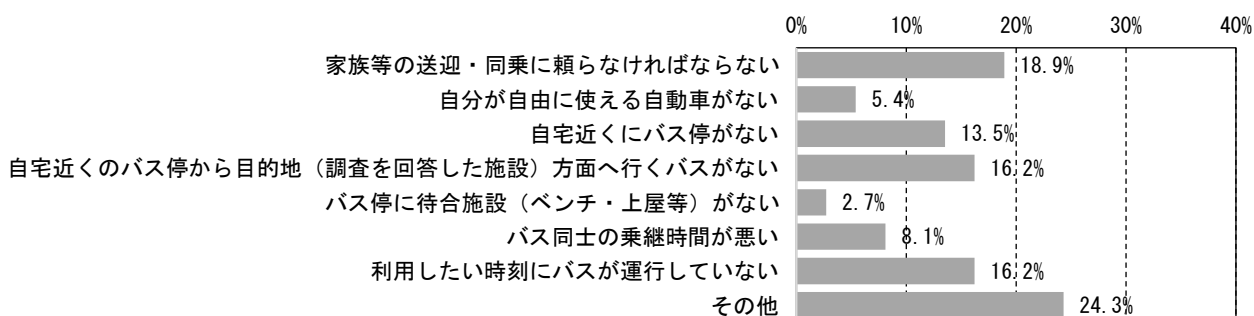 0% 10% 20% 30% 40%
家族等の送迎・同乗に頼らなければならない 18.9%
自分が自由に使える自動車がない 5.4%
自宅近くにバス停がない 13.5%
自宅近くのバス停から目的地（調査を回答した施設）方面へ行くバスがない 16.2%
バス停に待合施設（ベンチ・上屋等）がない 2.7%
バス同士の乗継時間が悪い 8.1%
利用したい時刻にバスが運行していない 16.2%
その他 24.3%